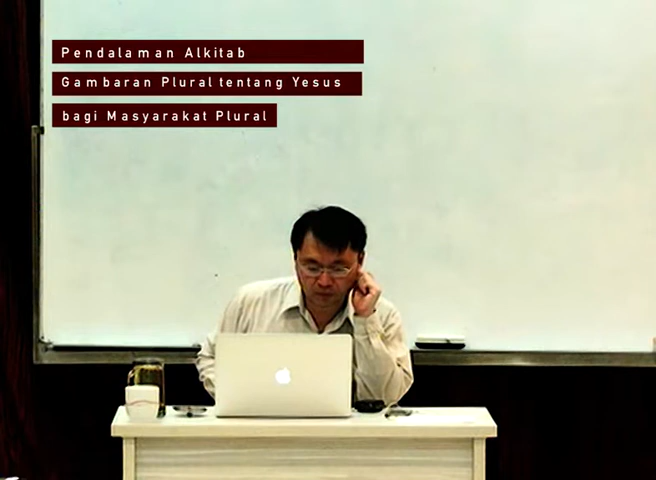 Pendalaman Alkitab
Gambaran Plural tentang Yesus
bagi Masyarakat Plural